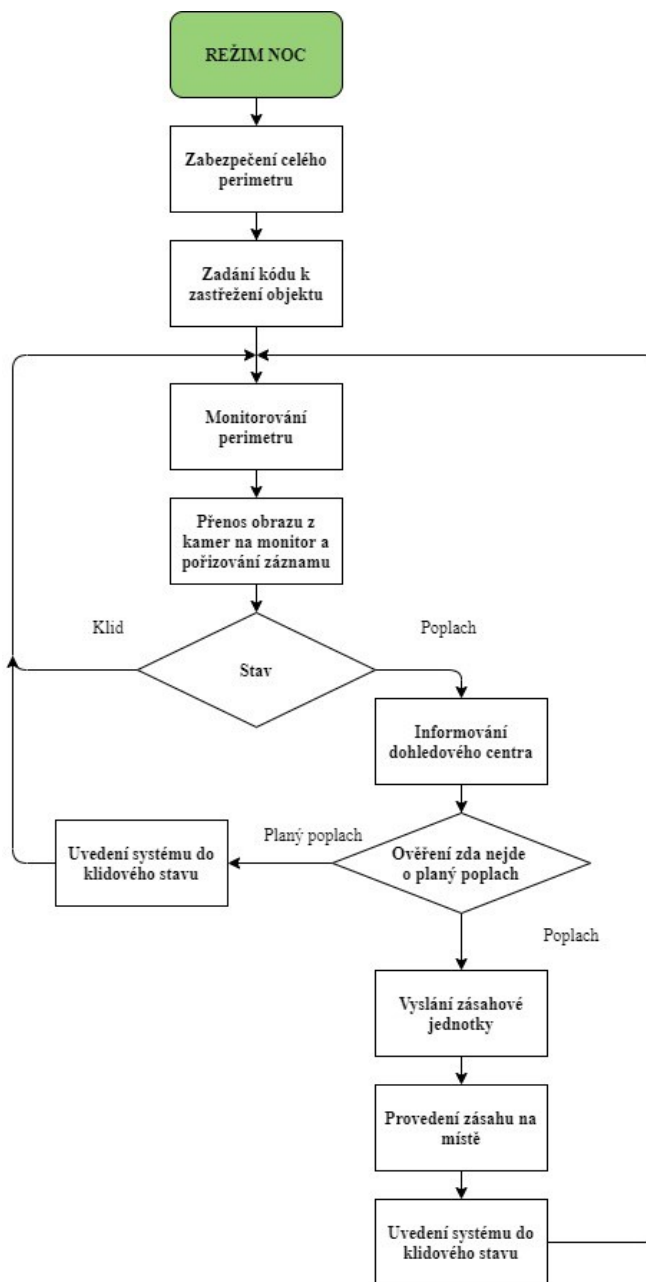 REŽIM NOC
Zabezpečení celého
perimetru
Zadání kódu k
zastřežení objektu
Monitorování
perimetru
Přenos obrazu z
kamer na monitor a
pořizování záznamu
Klid
Poplach
Stav
Informování
dohledového centra
Uvedení systému do
klidového stavu
Planý poplach
Ověření zda nejde
o planý poplach
Poplach
Vyslání zásahové
jednotky
Provedení zásahu na
místě
Uvedení systému do
klidového stavu